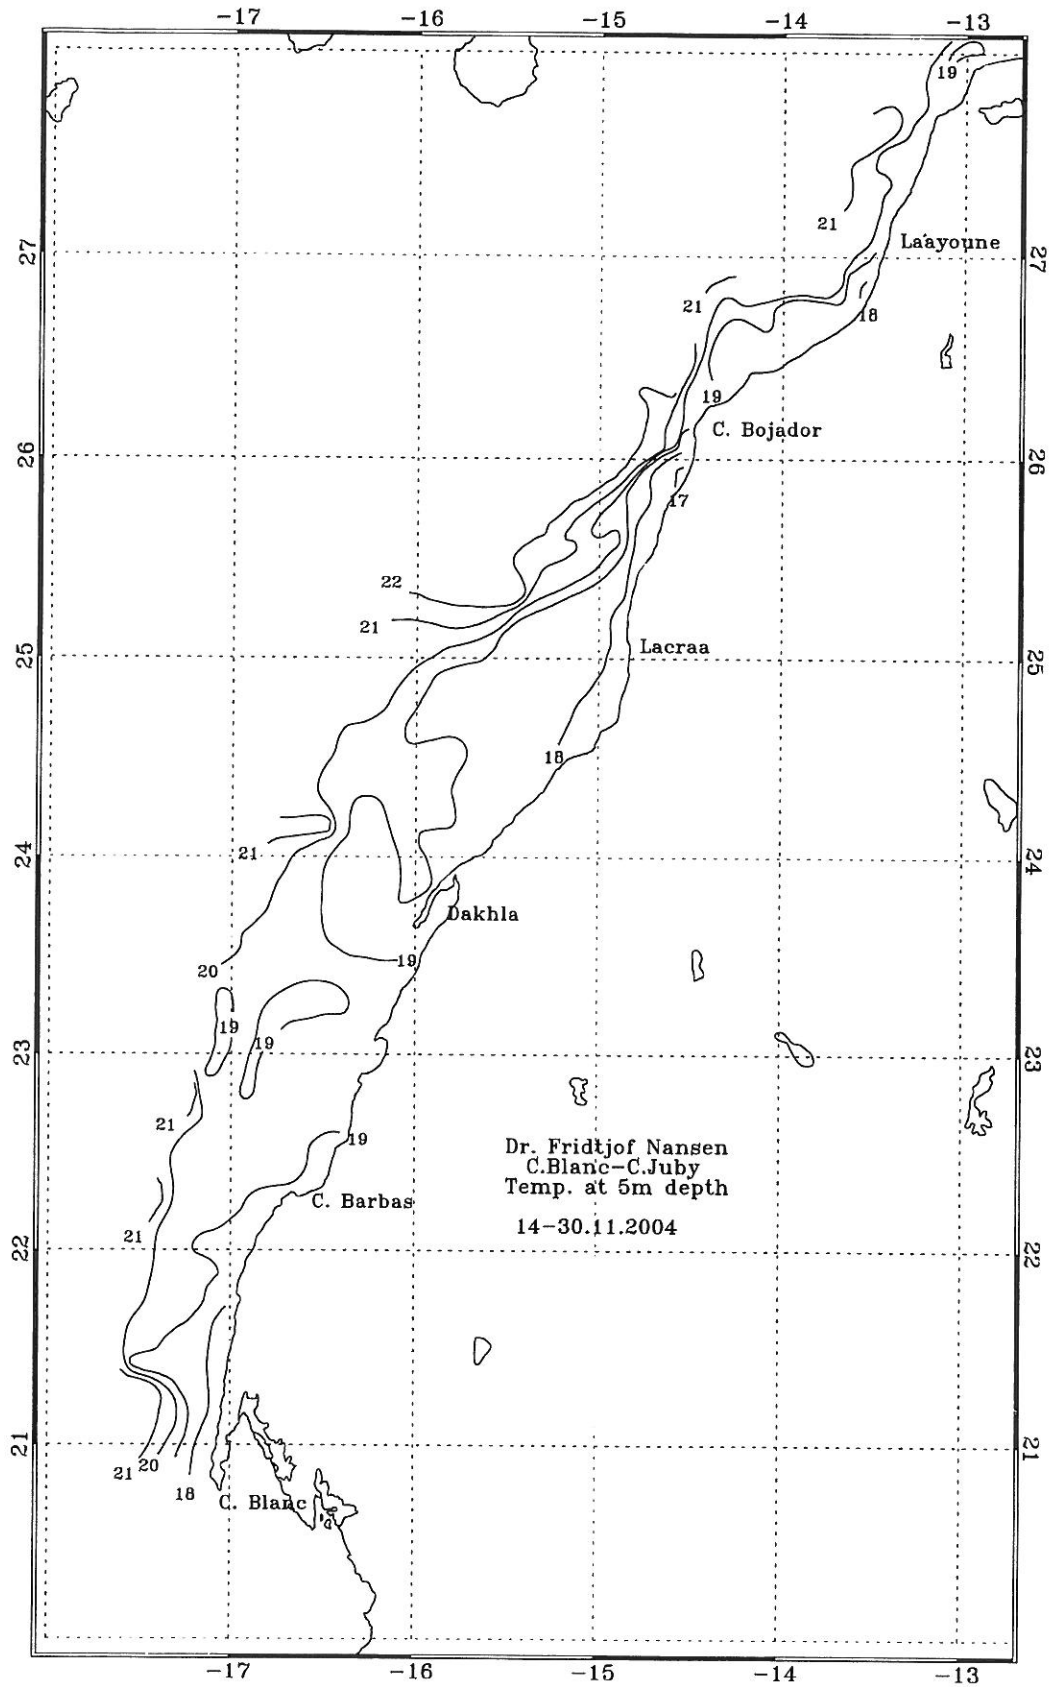 -17 -16 -15 -14 -13
19
21
La'ayoune
27 27
21
18
19
C. Bojador
26 26
17
22
21
Lacraa
25 25
18
21
24 24
Dakhla
19
20
19
19
23 23
21
19
Dr. Fridtjof Nansen
C.Blanc-C.Juby
Temp. at 5m depth
C. Barbas
14-30.11.2004
21
22 22
21 21
21 20
18
C. Blanc
-17 -16 -15 -14 -13